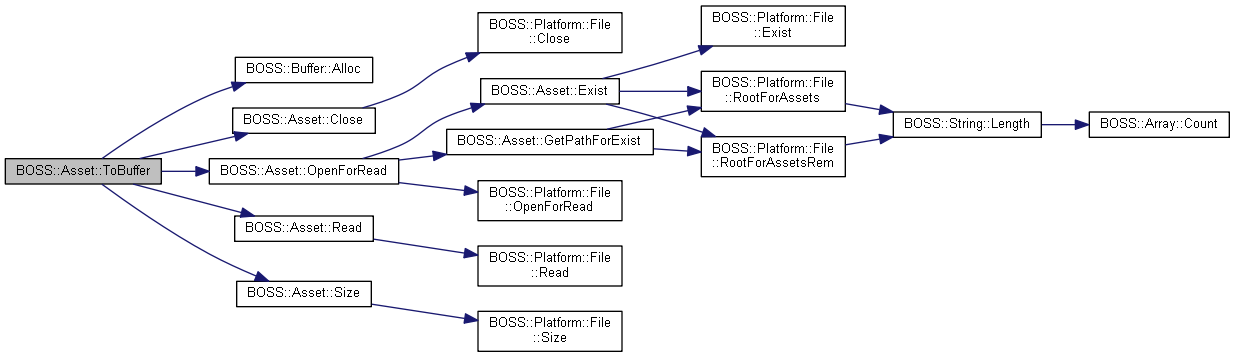 BOSS::Asset::ToBuffer
BOSS::Buffer::Alloc
BOSS::Asset::Close
BOSS::Asset::OpenForRead
BOSS::Asset::Read
BOSS::Asset::Size
BOSS::Platform::File
::Close
BOSS::Asset::Exist
BOSS::Asset::GetPathForExist
BOSS::Platform::File
::OpenForRead
BOSS::Platform::File
::Read
BOSS::Platform::File
::Size
BOSS::Platform::File
::Exist
BOSS::Platform::File
::RootForAssets
BOSS::Platform::File
::RootForAssetsRem
BOSS::String::Length
BOSS::Array::Count